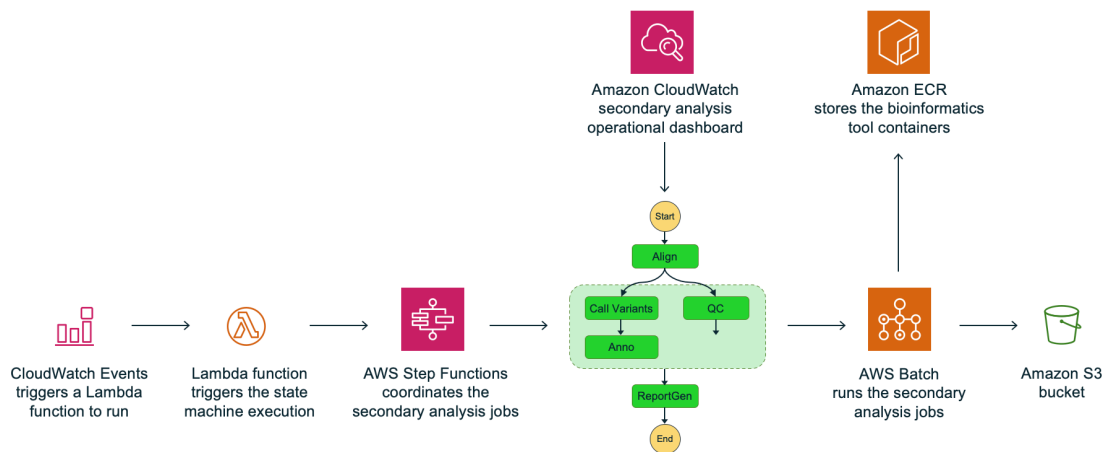 Amazon CloudWatch
secondary analysis
operational dashboard
Amazon ECR
stores the bioinformatics
tool containers
Start
Align
Call Variants
QC
Anno
ReportGen
End
CloudWatch Events
triggers a Lambda
function to run
Lambda function
triggers the state
machine execution
AWS Step Functions
coordinates the
secondary analysis jobs
AWS Batch
runs the secondary
analysis jobs
Amazon S3
bucket